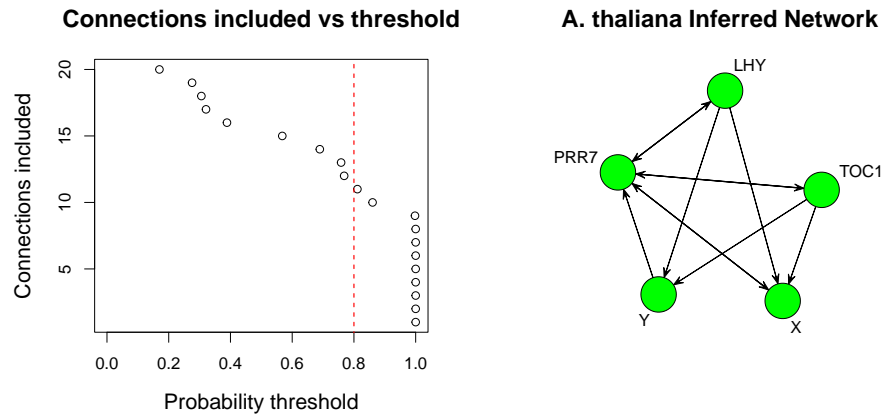 Connections included vs threshold
A. thaliana Inferred Network
Connections included
20
15
10
5
0.0 0.2 0.4 0.6 0.8 1.0
Probability threshold
LHY
PRR7
TOC1
Y
X